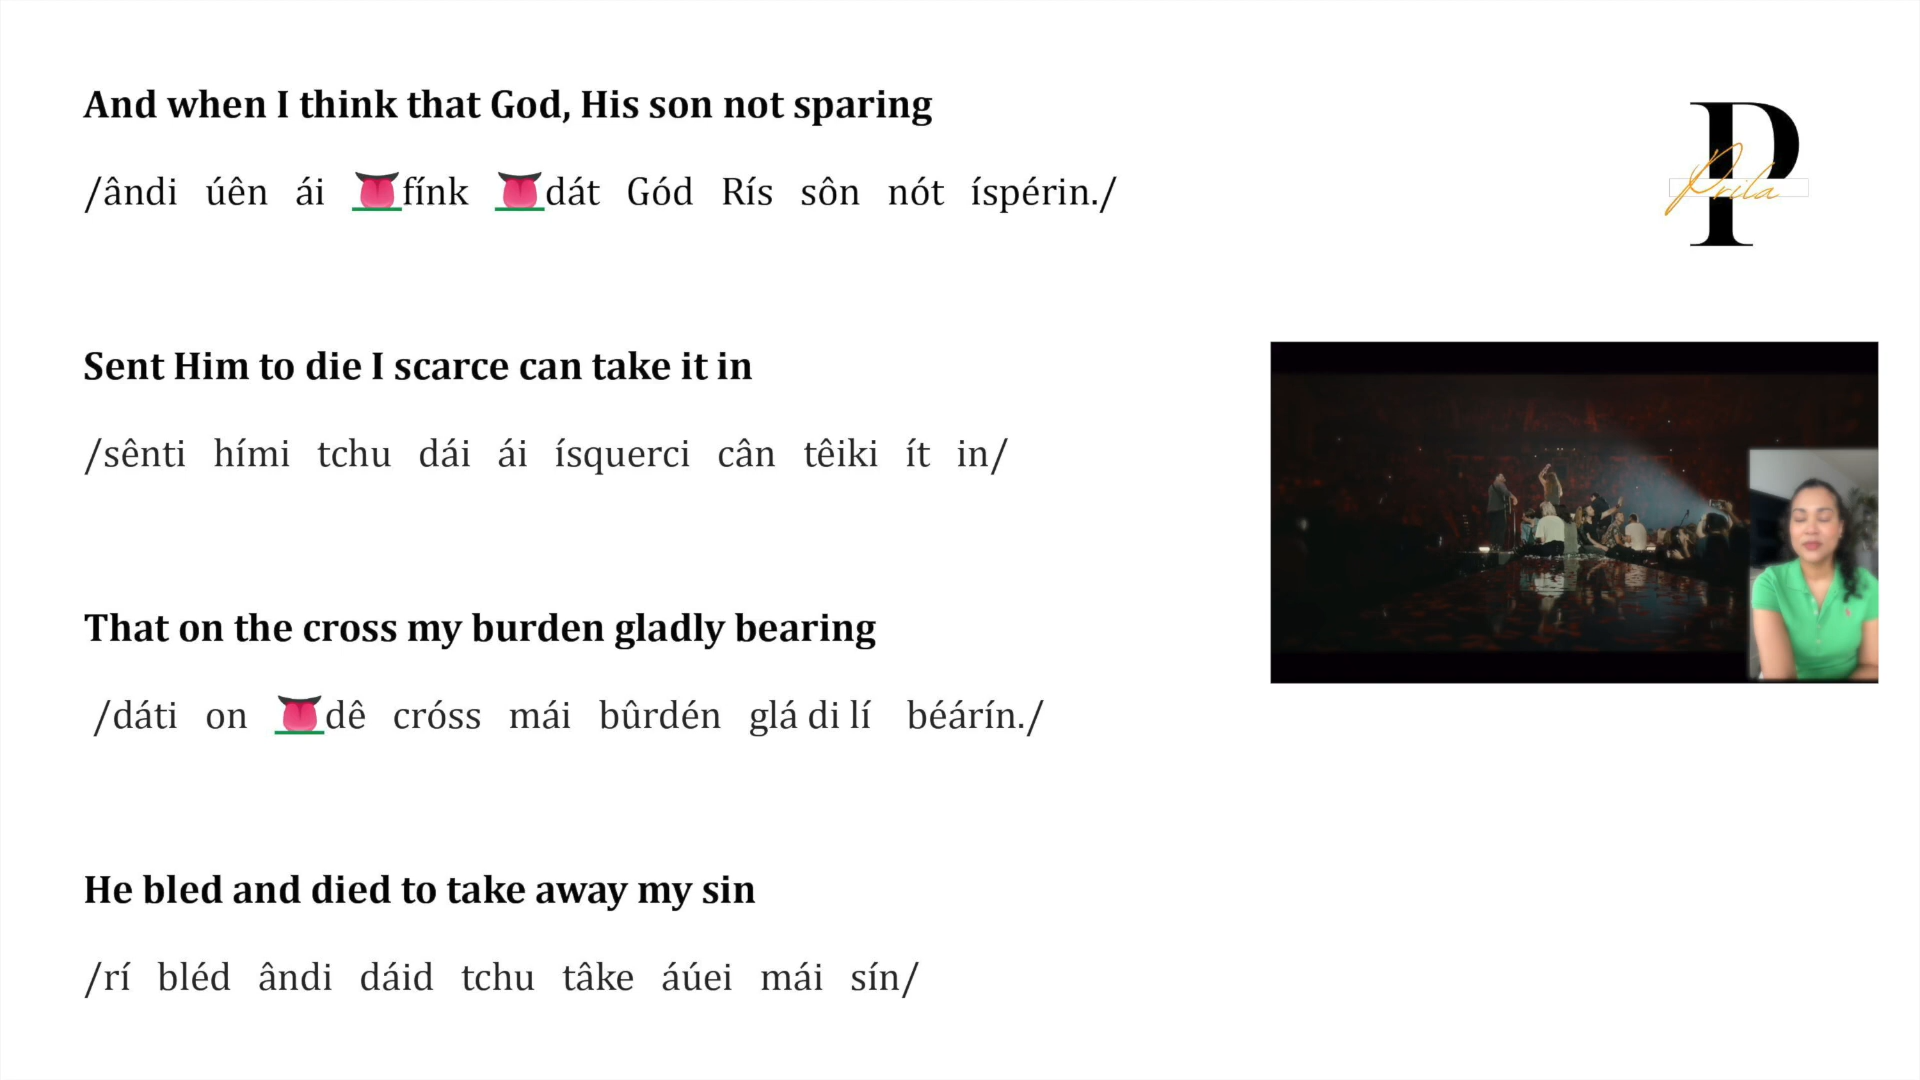 And when I think that God, His son not sparing
/ândi úên ái 👅fínk 👅dát Gód Rís sôn nót íspérin./
P
Prila
Sent Him to die I scarce can take it in
/sênti hími tchu dái ái ísquerci cân têiki ít in/
That on the cross my burden gladly bearing
/dáti on 👅dê cróss mái bûrdén glá di lí béárín./
He bled and died to take away my sin
/rí bléd ândi dáid tchu tâke áúei mái sín/